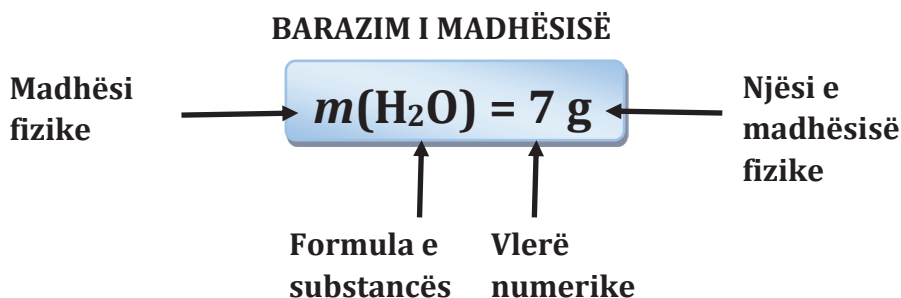 BARAZIM I MADHËSISË
Madhësi
fizike
m(H₂O) = 7 g
Njësi e
madhësisë
fizike
Formula e
substancës
Vlerë
numerike